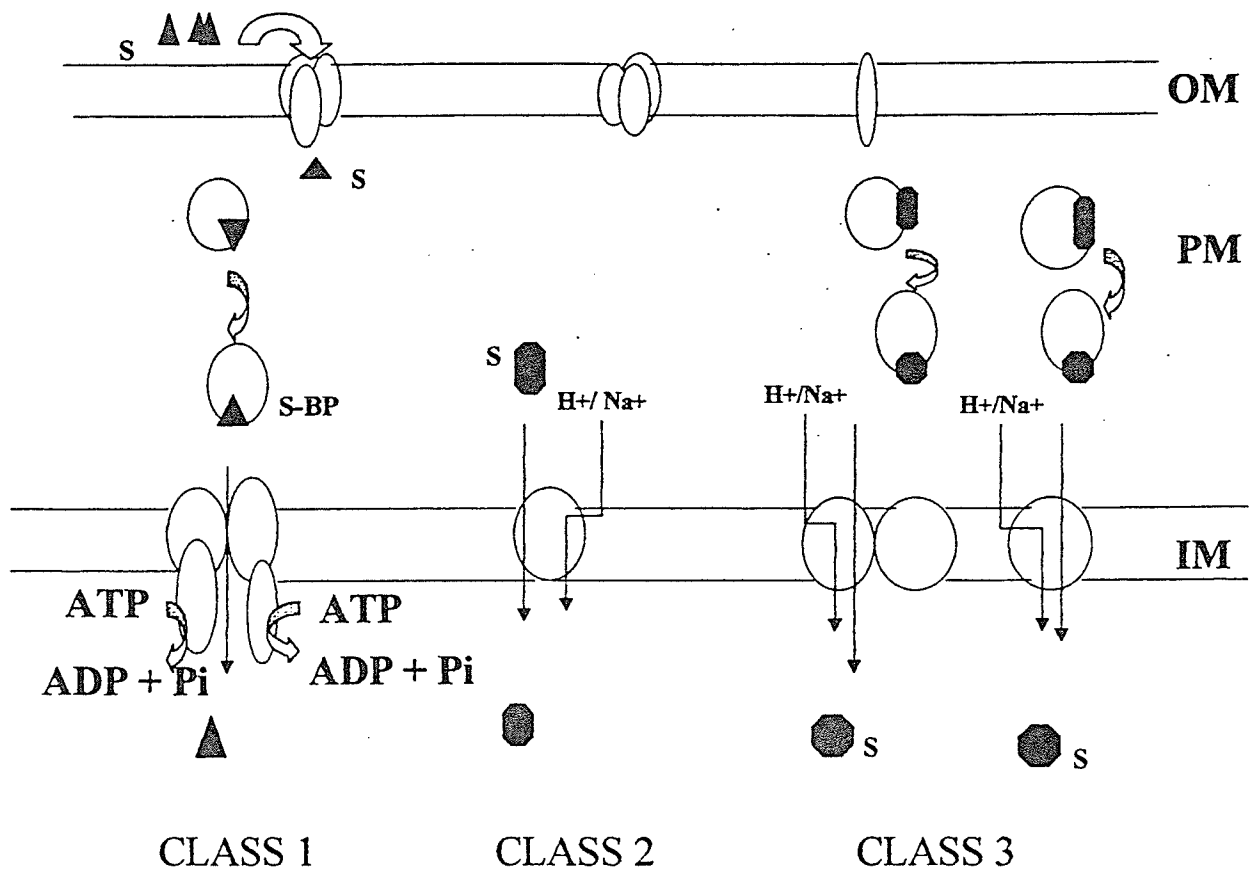 S
OM
S
PM
S
S-BP
H+/ Na+
H+/Na+
H+/Na+
IM
ATP
ATP
ADP + Pi
ADP + Pi
S
S
CLASS 1
CLASS 2
CLASS 3